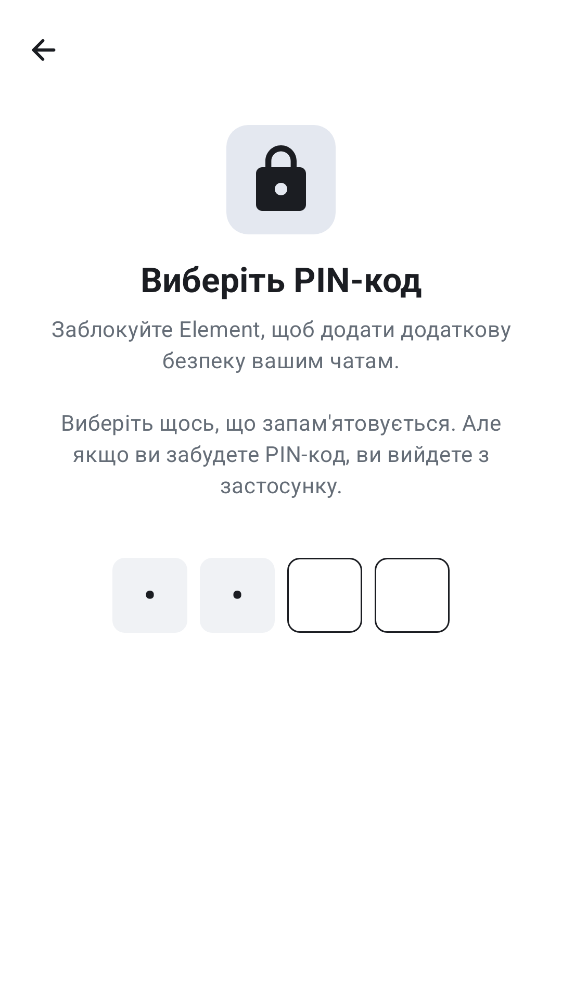 Виберіть PIN-код
Заблокуйте Element, щоб додати додаткову
безпеку вашим чатам.
Виберіть щось, що запам'ятовується. Але
якщо ви забудете PIN-код, ви вийдете з
застосунку.